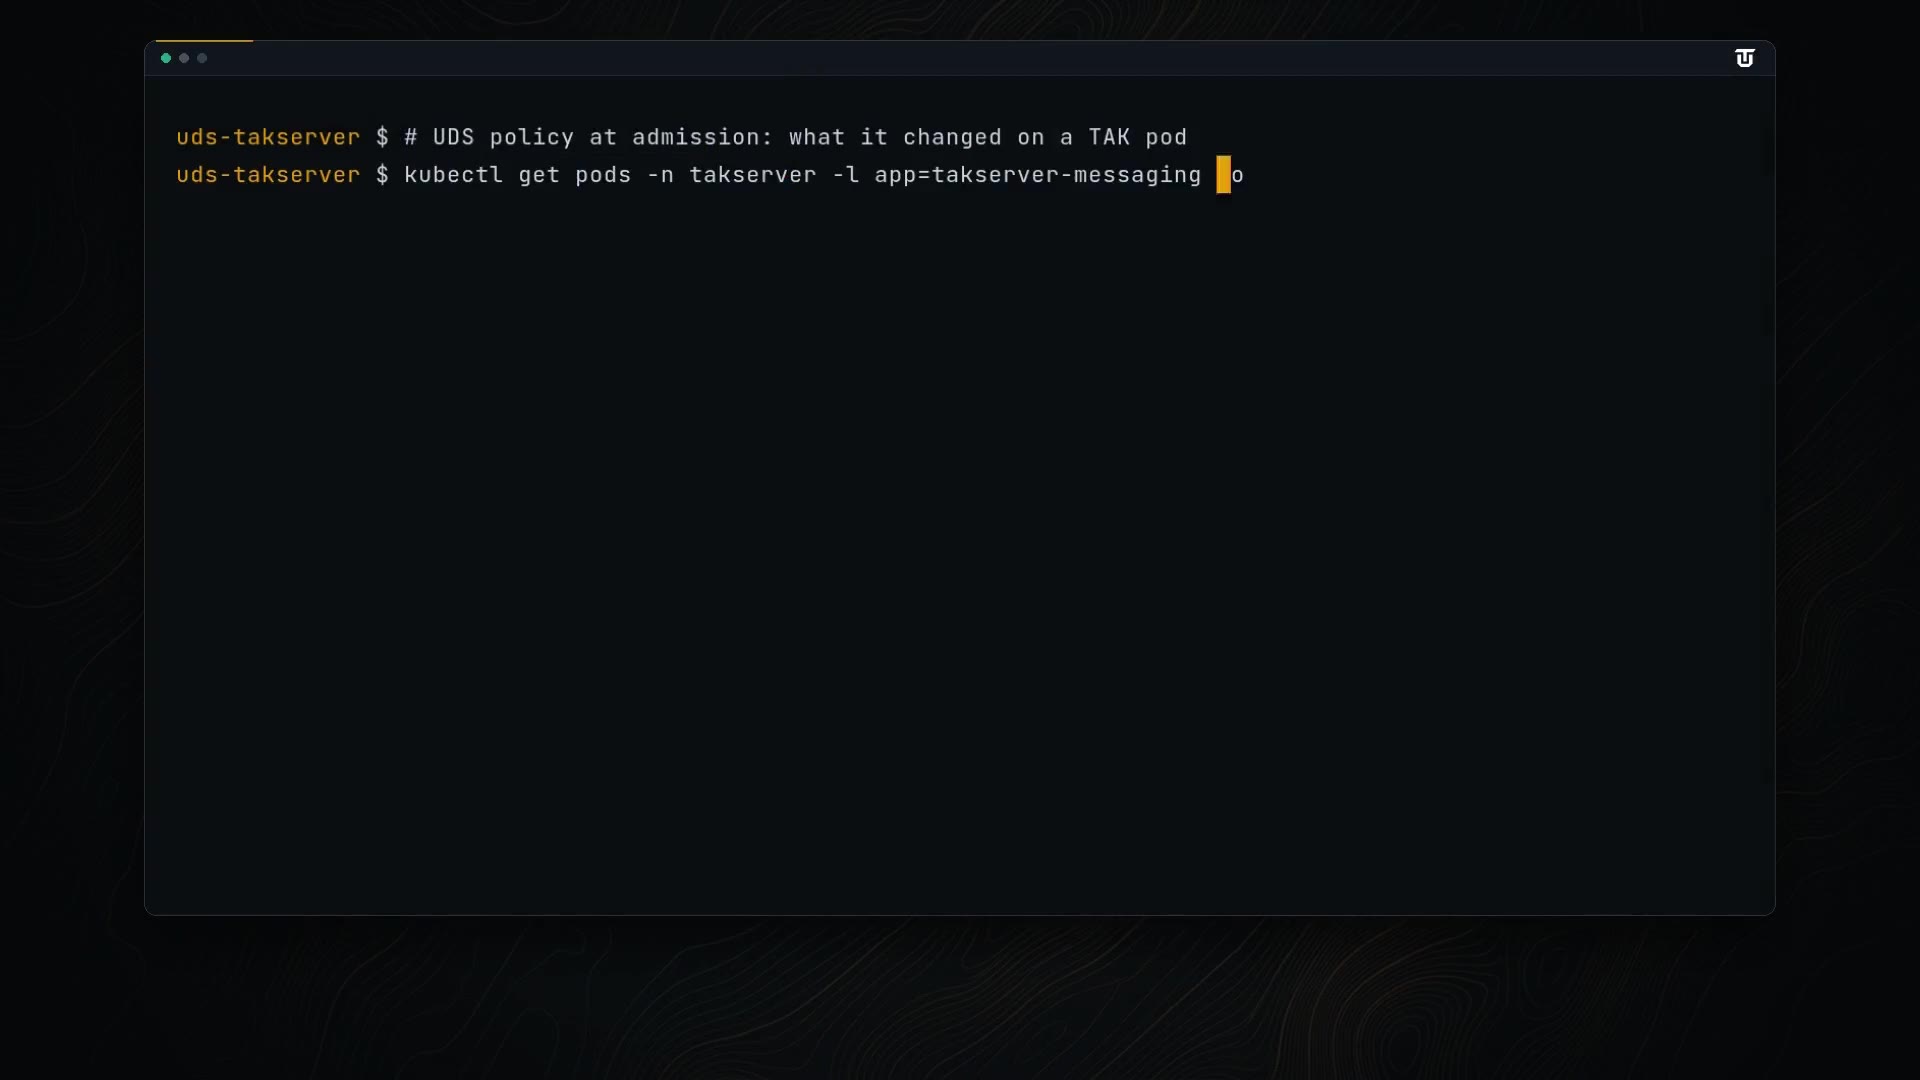 uds-takserver $ # UDS policy at admission: what it changed on a TAK pod
uds-takserver $ kubectl get pods -n takserver -l app=takserver-messaging o